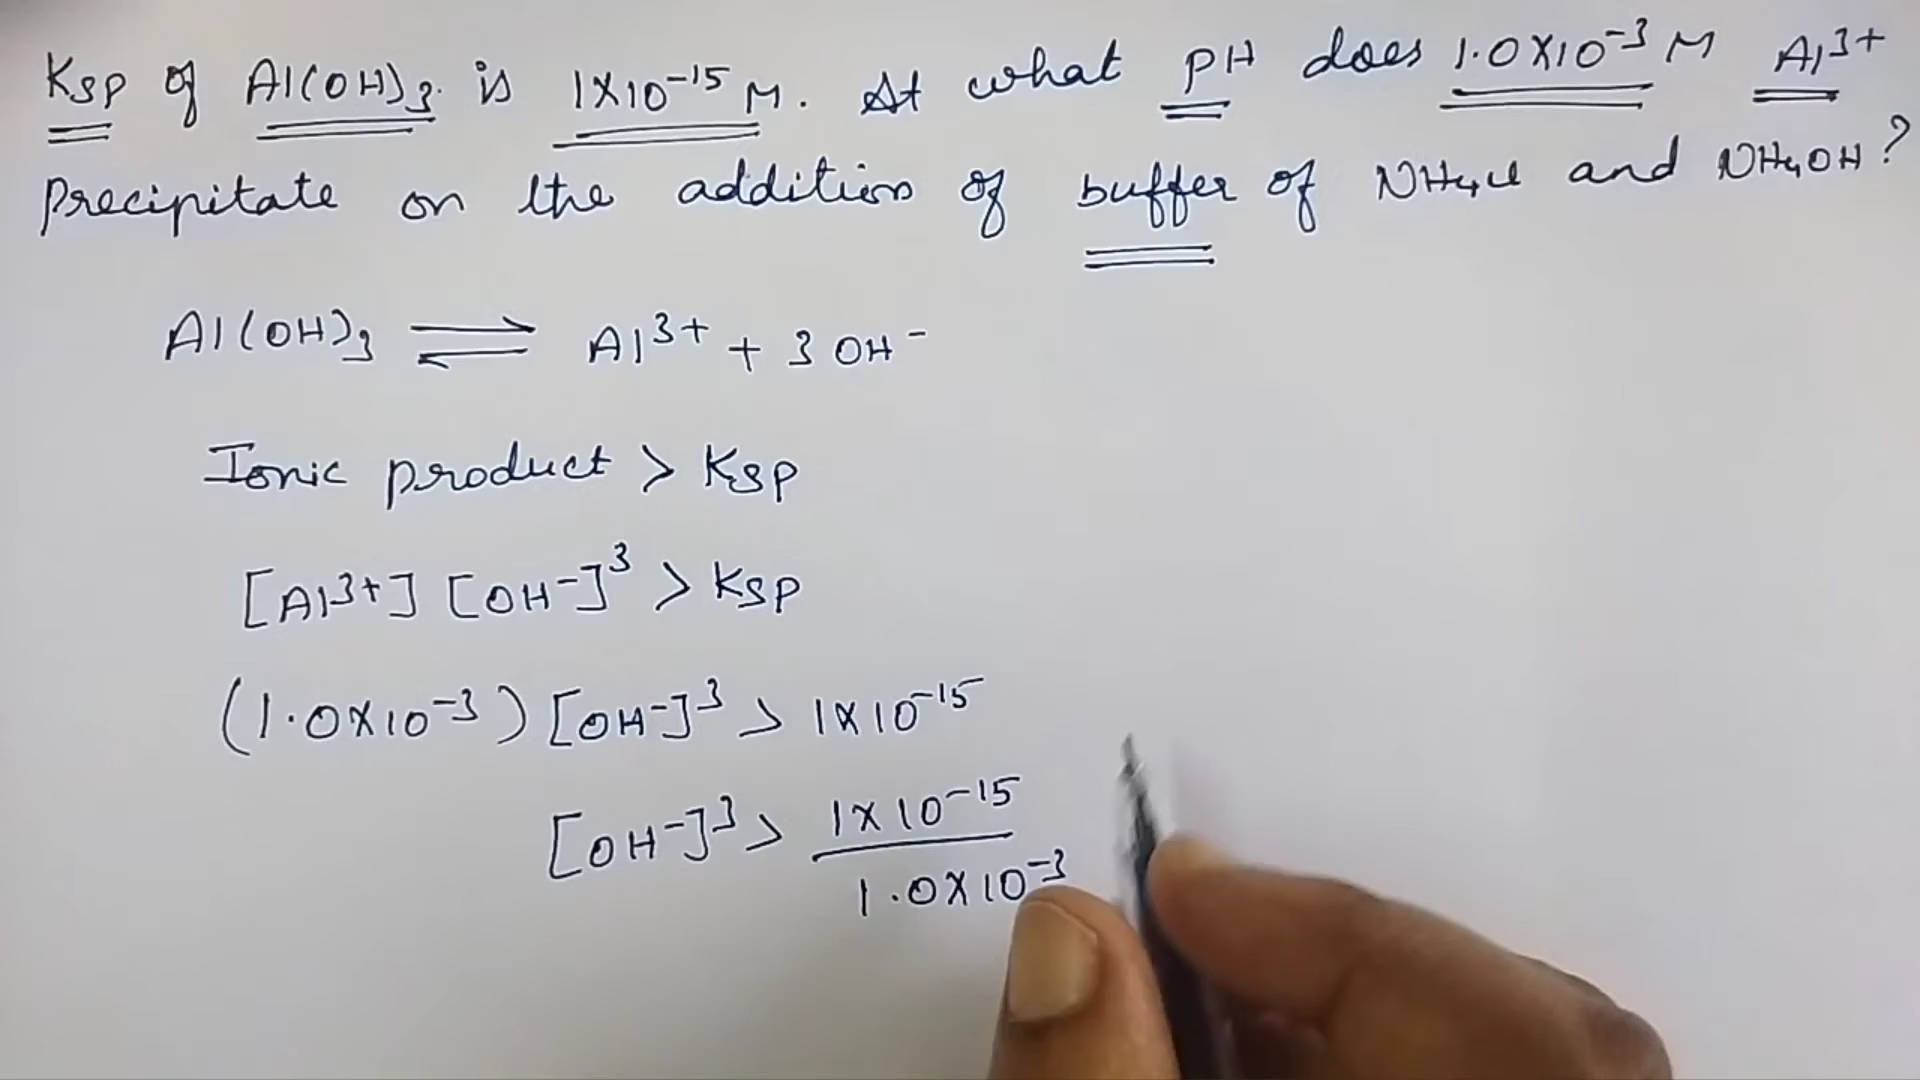 Ksp of Al(OH)3 is 1×10⁻¹⁵ M. At what pH does 1.0×10⁻³ M Al³⁺
precipitate on the addition of buffer of NH4Cl and NH4OH?
Al(OH)3 ⇌ Al³⁺ + 3 OH⁻
Ionic product > Ksp
[Al³⁺] [OH⁻]³ > Ksp
(1.0×10⁻³) [OH⁻]³ > 1×10⁻¹⁵
[OH⁻]³ > 1×10⁻¹⁵
1.0×10⁻³